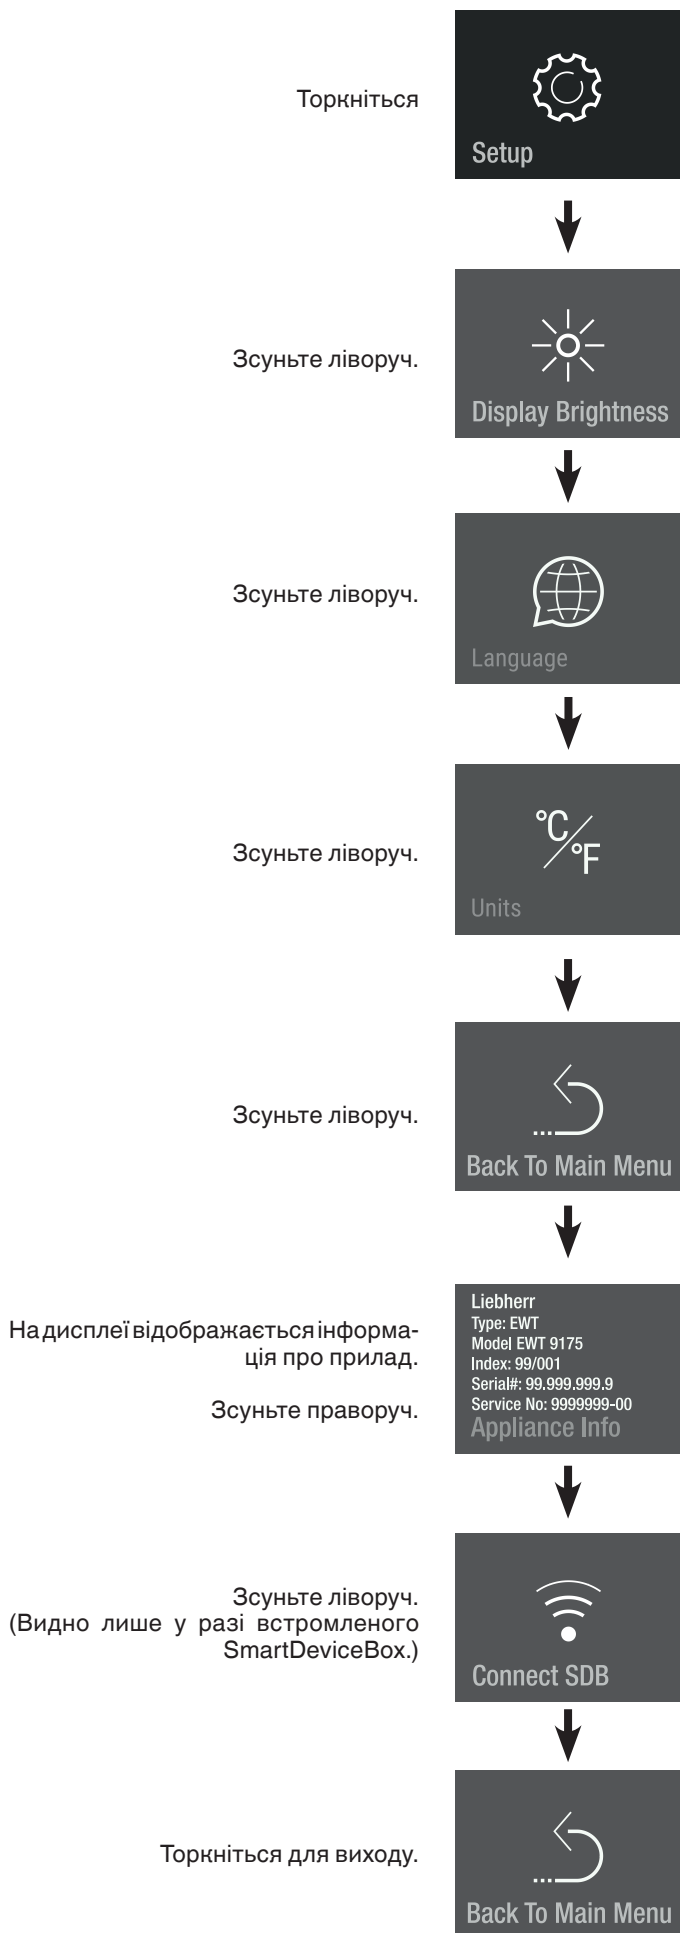 Торкніться
Setup
Зсуньте ліворуч.
Display Brightness
Зсуньте ліворуч.
Language
Зсуньте ліворуч.
°C/°F
Units
Зсуньте ліворуч.
Back To Main Menu
На дисплеї відображається інформа-
ція про прилад.
Зсуньте праворуч.
Liebherr
Type: EWT
Model EWT 9175
Index: 99/001
Serial#: 99.999.999.9
Service No: 9999999-00
Appliance Info
Зсуньте ліворуч.
(Видно лише у разі встромленого
SmartDeviceBox.)
Connect SDB
Торкніться для виходу.
Back To Main Menu